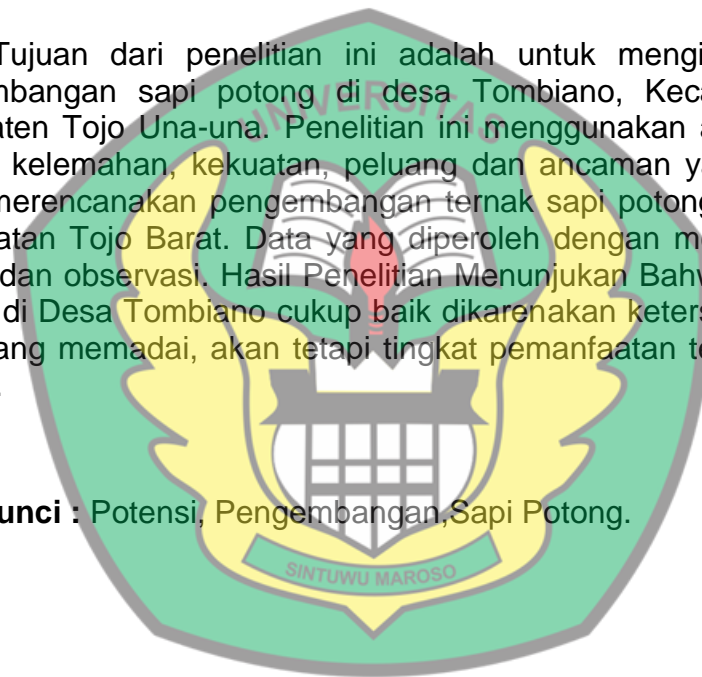 Tujuan dari penelitian ini adalah untuk mengi
mbangan sapi potong di desa Tombiano, Keca
aten Tojo Una-una. Penelitian ini menggunakan a
kelemahan, kekuatan, peluang dan ancaman ya
merencanakan pengembangan ternak sapi potong
atan Tojo Barat. Data yang diperoleh dengan m
dan observasi. Hasil Penelitian Menunjukan Bahw
di Desa Tombiano cukup baik dikarenakan keters
ang memadai, akan tetapi tingkat pemanfaatan te
unci : Potensi, Pengembangan,Sapi Potong.
UNIVERSITAS
SINTUWU MAROSO